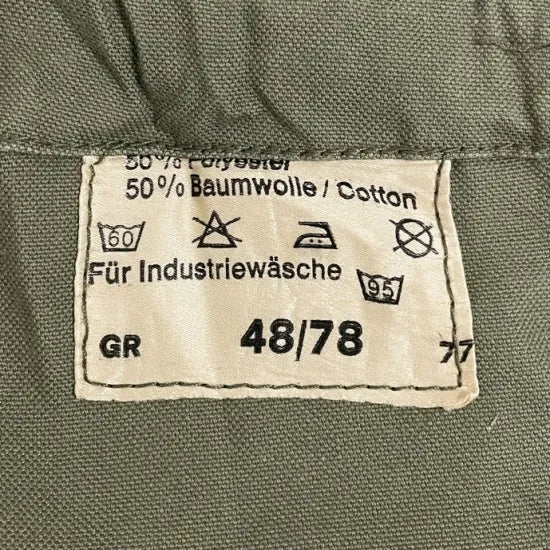 50% Polyester
50% Baumwolle / Cotton
60
Für Industriewäsche 95
GR 48/78 77